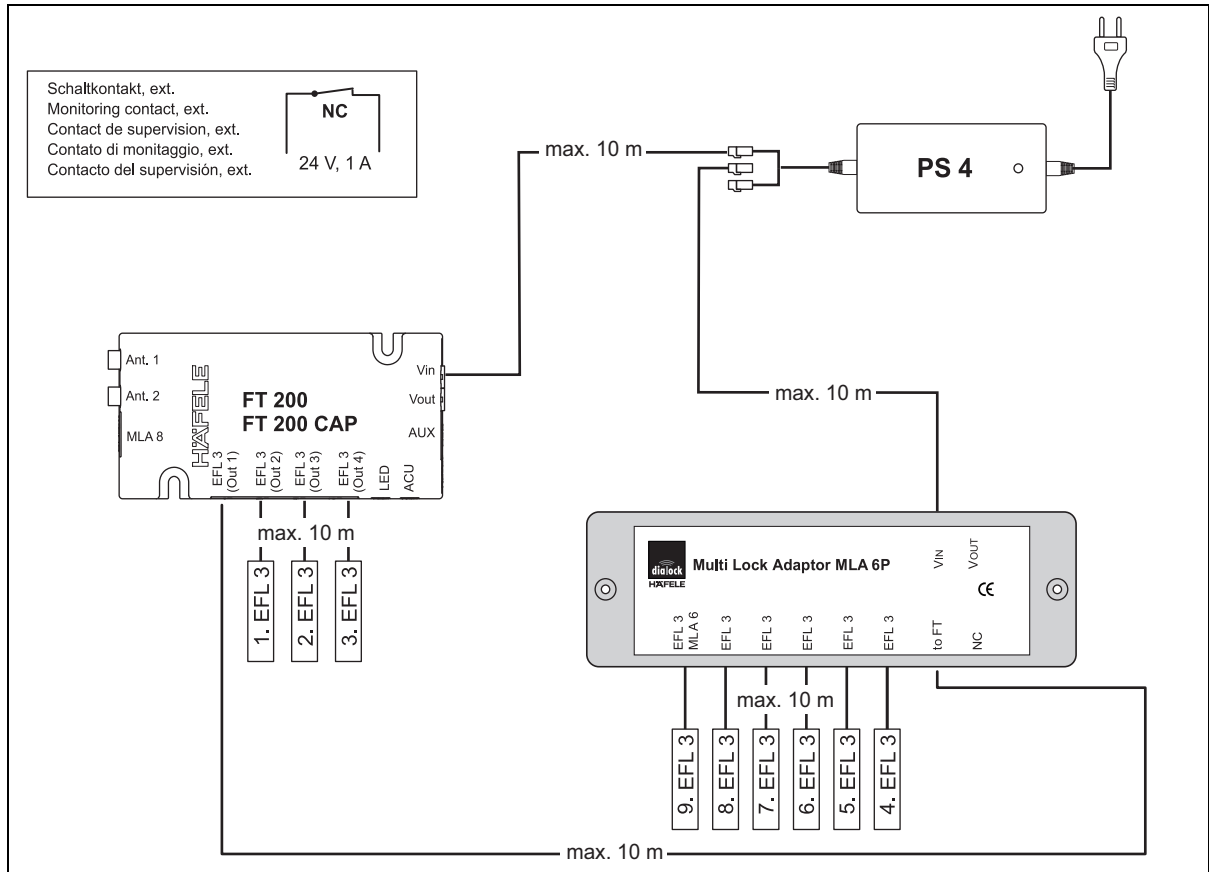 Schaltkontakt, ext.
Monitoring contact, ext.
Contact de supervision, ext.
Contato di monitaggio, ext.
Contacto del supervisión, ext.
NC
24 V, 1 A
max. 10 m
PS 4
max. 10 m
Ant. 1
Ant. 2
MLA 8
HÄFELE
FT 200
FT 200 CAP
Vin
Vout
AUX
EFL 3
(Out 1)
EFL 3
(Out 2)
EFL 3
(Out 3)
EFL 3
(Out 4)
LED
ACU
max. 10 m
1. EFL 3
2. EFL 3
3. EFL 3
dialock
HÄFELE
Multi Lock Adaptor MLA 6P
VIN
VOUT
CE
EFL 3
MLA 6
EFL 3
EFL 3
EFL 3
EFL 3
EFL 3
to FT
NC
max. 10 m
9. EFL 3
8. EFL 3
7. EFL 3
6. EFL 3
5. EFL 3
4. EFL 3
max. 10 m